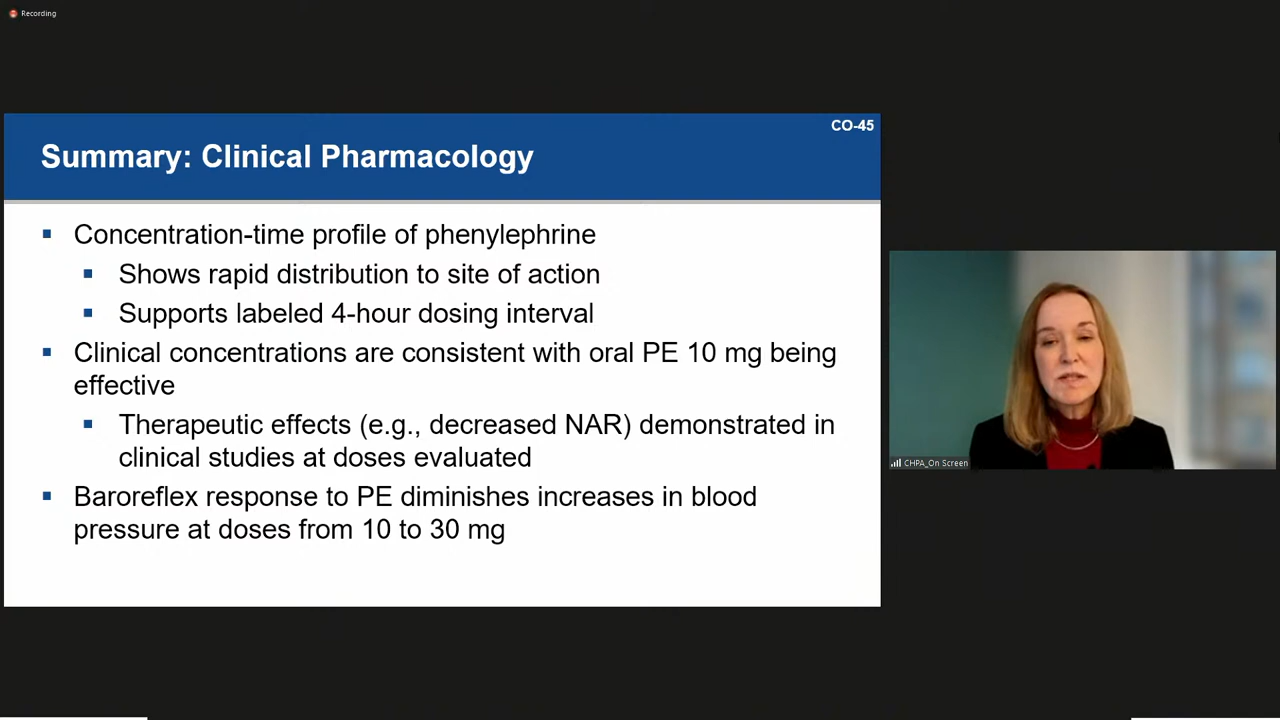 Recording
CO-45
Summary: Clinical Pharmacology
Concentration-time profile of phenylephrine
Shows rapid distribution to site of action
Supports labeled 4-hour dosing interval
Clinical concentrations are consistent with oral PE 10 mg being
effective
Therapeutic effects (e.g., decreased NAR) demonstrated in
clinical studies at doses evaluated
Baroreflex response to PE diminishes increases in blood
pressure at doses from 10 to 30 mg
CHPA_On Screen